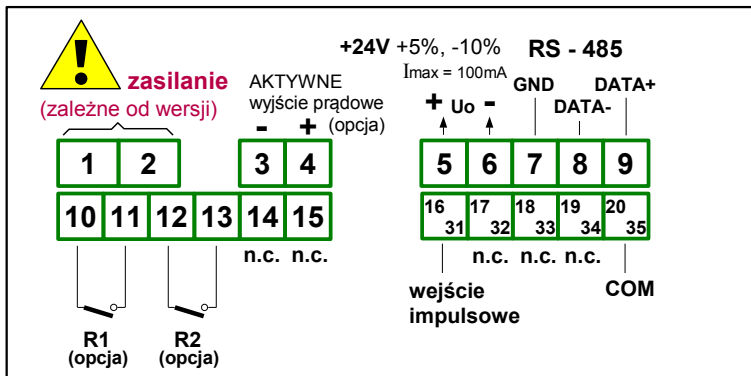 +24V +5%, -10%
Imax = 100mA
RS - 485
! zasilanie
(zależne od wersji)
AKTYWNE
wyjście prądowe
- + (opcja)
+ Uo -
GND
DATA-
DATA+
1 2 3 4 5 6 7 8 9
10 11 12 13 14 15
16 31 17 32 18 33 19 34 20 35
n.c. n.c.
n.c. n.c. n.c.
wejście
impulsowe
COM
R1
(opcja)
R2
(opcja)